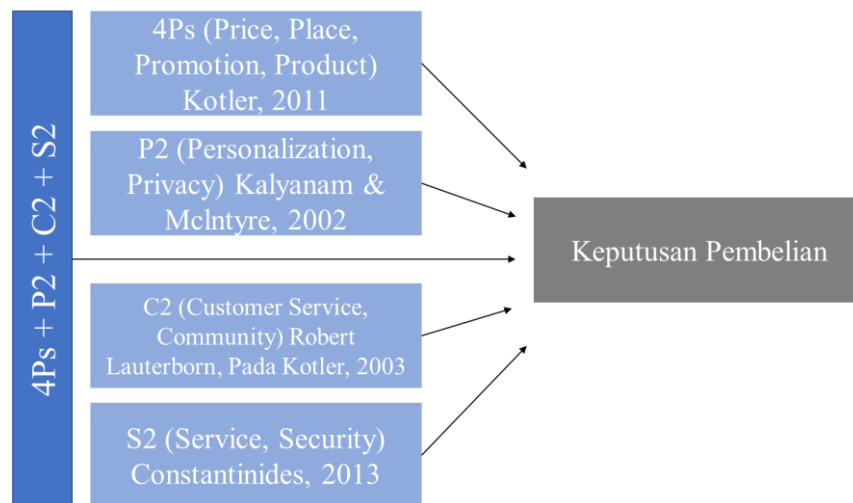 4Ps + P2 + C2 + S2
4Ps (Price, Place,
Promotion, Product)
Kotler, 2011
P2 (Personalization,
Privacy) Kalyanam &
Mclntyre, 2002
C2 (Customer Service,
Community) Robert
Lauterborn, Pada Kotler, 2003
S2 (Service, Security)
Constantinides, 2013
Keputusan Pembelian